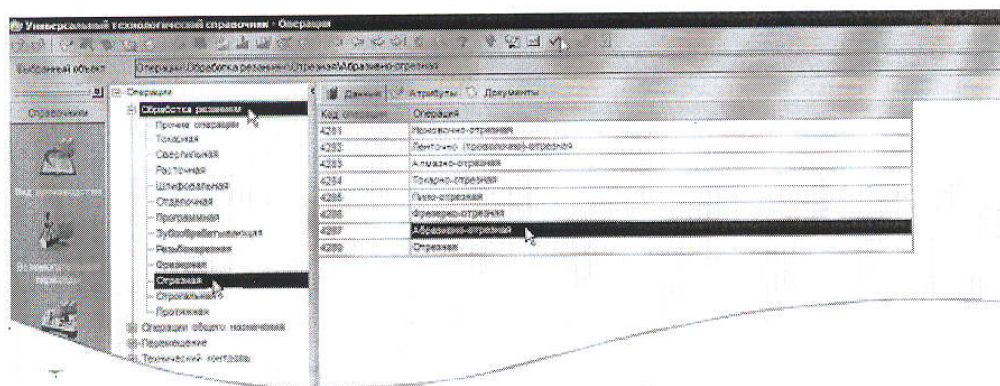 Универсальный технологический справочник - Операции
Выбранный объект
Операции\Обработка резанием\Отрезная\Абразивно-отрезная
Справочники
Операции
Обработка резанием
Прочие операции
Токарная
Сверлильная
Расточная
Шлифовальная
Отделочная
Программная
Зубообрабатывающая
Резьбонарезная
Фрезерная
Отрезная
Строгальная
Протяжная
Операции общего назначения
Перемещение
Технический контроль
Данные Атрибуты Документы
Код операции Операция
4281 Ножовочно-отрезная
4282 Ленточно (проволочно)-отрезная
4283 Алмазно-отрезная
4284 Токарно-отрезная
4285 Пило-отрезная
4286 Фрезерно-отрезная
4287 Абразивно-отрезная
Отрезная